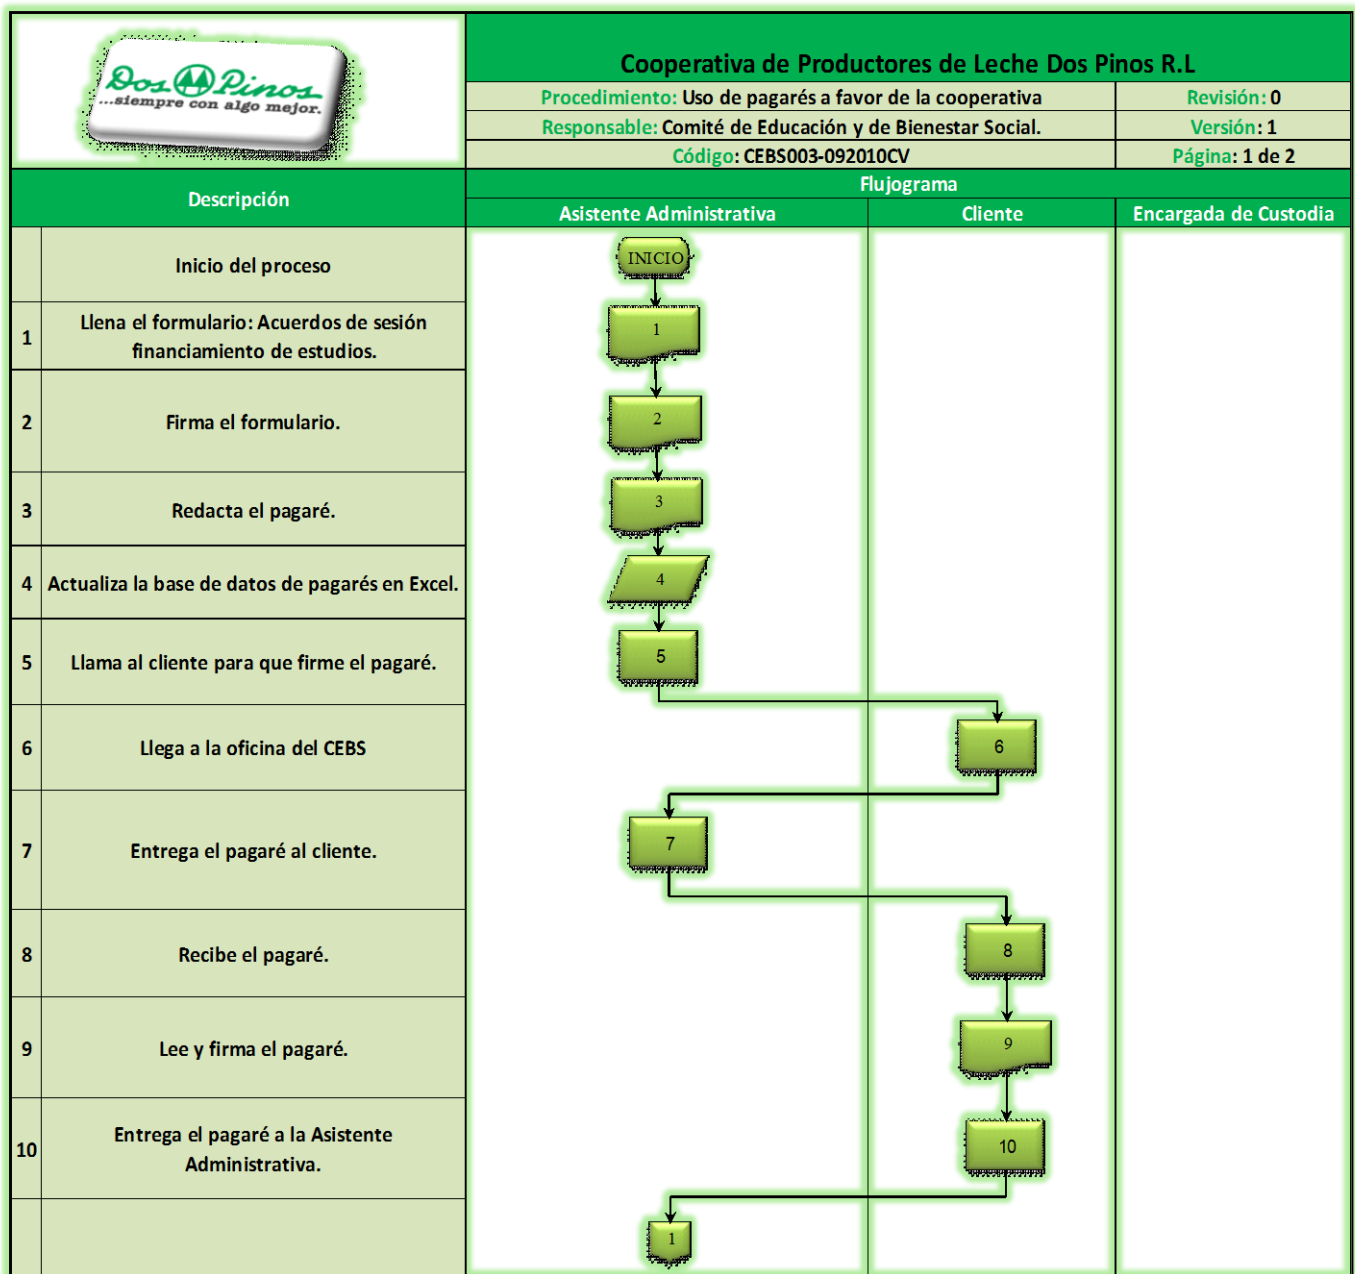 Dos Pinos
...siempre con algo mejor.
Cooperativa de Productores de Leche Dos Pinos R.L
Procedimiento: Uso de pagarés a favor de la cooperativa
Revisión: 0
Responsable: Comité de Educación y de Bienestar Social.
Versión: 1
Código: CEBS003-092010CV
Página: 1 de 2
Descripción
Flujograma
Asistente Administrativa
Cliente
Encargada de Custodia
Inicio del proceso
INICIO
1
Llena el formulario: Acuerdos de sesión
financiamiento de estudios.
1
2
Firma el formulario.
2
3
Redacta el pagaré.
3
4
Actualiza la base de datos de pagarés en Excel.
4
5
Llama al cliente para que firme el pagaré.
5
6
Llega a la oficina del CEBS
6
7
Entrega el pagaré al cliente.
7
8
Recibe el pagaré.
8
9
Lee y firma el pagaré.
9
10
Entrega el pagaré a la Asistente
Administrativa.
10
1